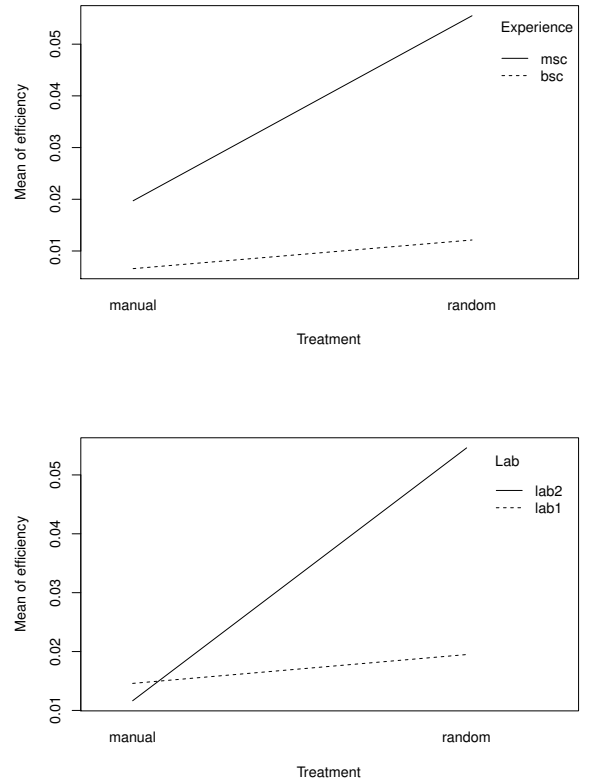 Experience
msc
bsc
0.05
0.04
0.03
0.02
0.01
Mean of efficiency
manual random
Treatment
Lab
lab2
lab1
0.05
0.04
0.03
0.02
0.01
Mean of efficiency
manual random
Treatment